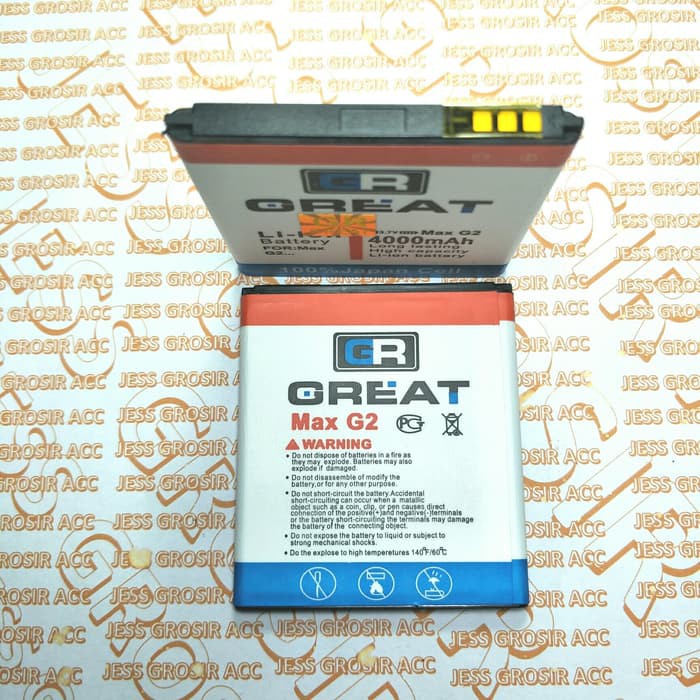 JESS GROSIR ACC
GR
GREAT
Li-
Battery
FOR:Max
G2...
3.7V Max G2
4000mAh
Long lasting
High capacity
Li-ion battery
100% Japan Cell
GR
GREAT
Max G2
PCT
WARNING
• Do not dispose of batteries in a fire as
they may explode. Batteries may also
explode if damaged.
• Do not disassemble of modify the
battery, or for any other purpose.
• Do not short-circuit the battery. Accidental
short-circuiting can occur when a matallic
object such as a coin, clip, or pen causes direct
connection of the positive(+)and negative(-)terminals
or the battery short-circuiting the terminals may damage
the battery of the connecting object.
• Do not expose the battery to liquid or subject to
strong mechanical shocks.
• Do the explose to high temperetures 140°F/60°C